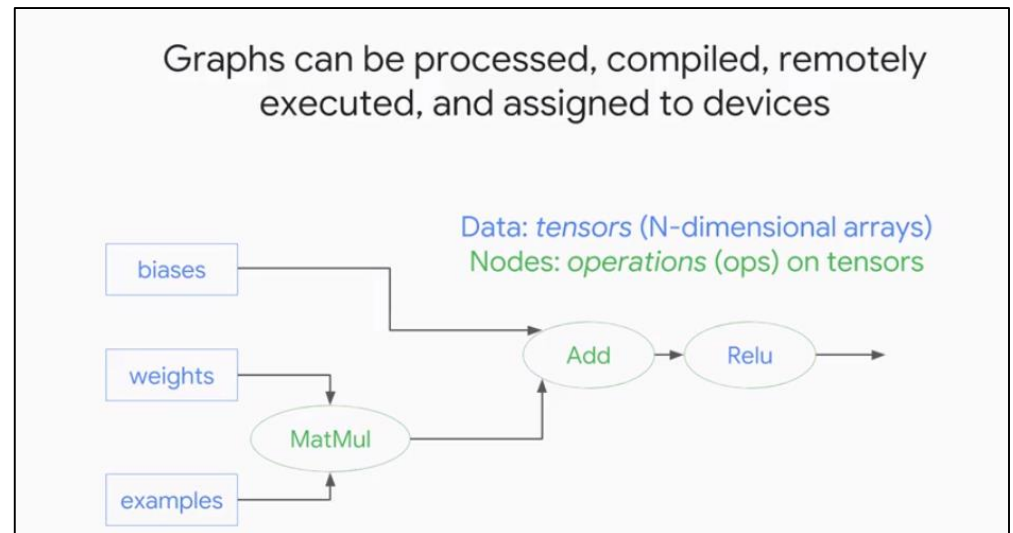 Graphs can be processed, compiled, remotely
executed, and assigned to devices
Data: tensors (N-dimensional arrays)
Nodes: operations (ops) on tensors
biases
weights
MatMul
examples
Add
Relu